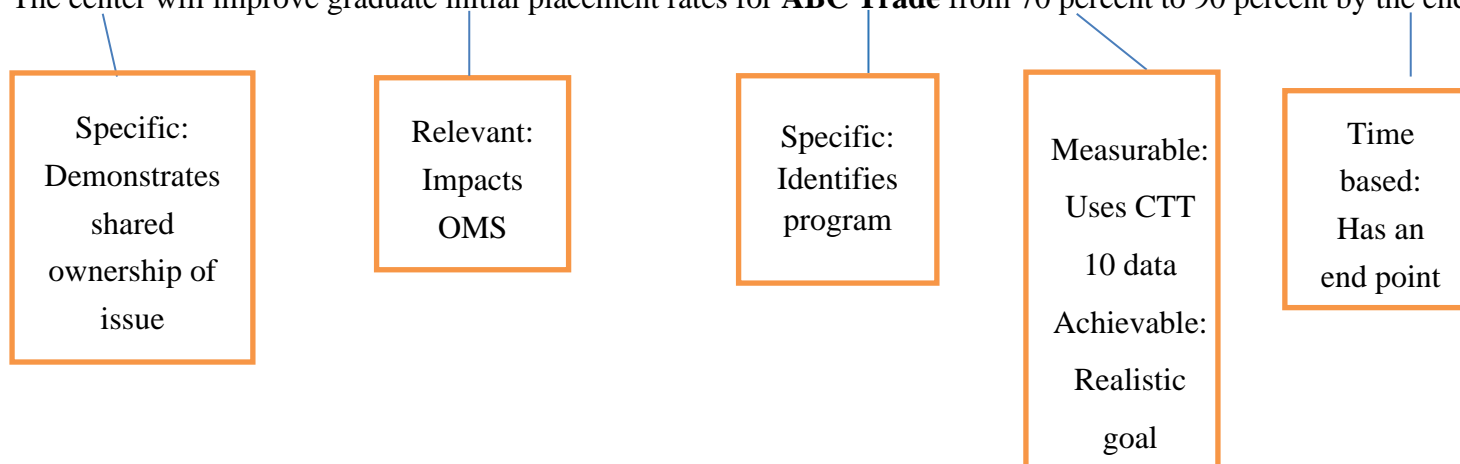 The center will improve graduate initial placement rates for ABC Trade from 70 percent to 90 percent by the end
Specific:
Demonstrates
shared
ownership of
issue
Relevant:
Impacts
OMS
Specific:
Identifies
program
Measurable:
Uses CTT
10 data
Achievable:
Realistic
goal
Time
based:
Has an
end point